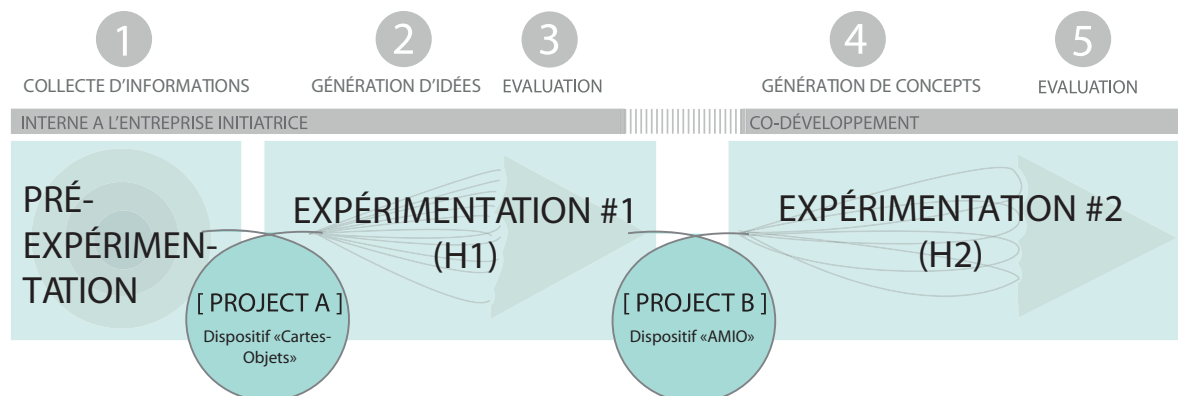 1
2
3
4
5
COLLECTE D'INFORMATIONS
GÉNÉRATION D'IDÉES
EVALUATION
GÉNÉRATION DE CONCEPTS
EVALUATION
INTERNE A L'ENTREPRISE INITIATRICE
CO-DÉVELOPPEMENT
PRÉ-
EXPÉRIMEN-
TATION
EXPÉRIMENTATION #1
(H1)
EXPÉRIMENTATION #2
(H2)
[ PROJECT A ]
Dispositif «Cartes-
Objets»
[ PROJECT B ]
Dispositif «AMIO»